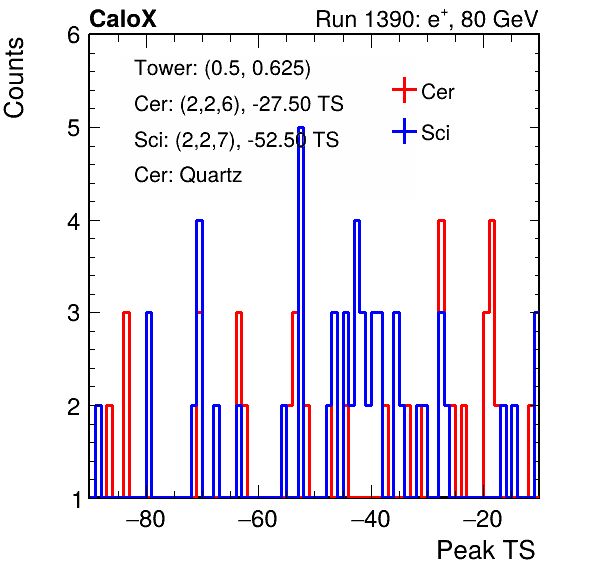 CaloX Run 1390: e⁺, 80 GeV
Counts
Tower: (0.5, 0.625)
Cer: (2,2,6), -27.50 TS
Sci: (2,2,7), -52.50 TS
Cer: Quartz
Cer
Sci
6
5
4
3
2
1
−80 −60 −40 −20
Peak TS